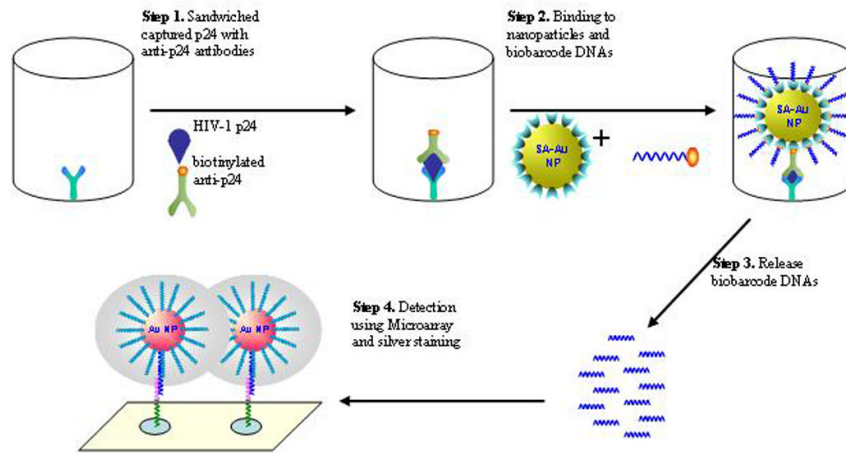 Step 1. Sandwiched
captured p24 with
anti-p24 antibodies
HIV-1 p24
biotinylated
anti-p24
Step 2. Binding to
nanoparticles and
biobarcode DNAs
SA-Au
NP
+
SA-Au
NP
Step 3. Release
biobarcode DNAs
Step 4. Detection
using Microarray
and silver staining
Au NP
Au NP